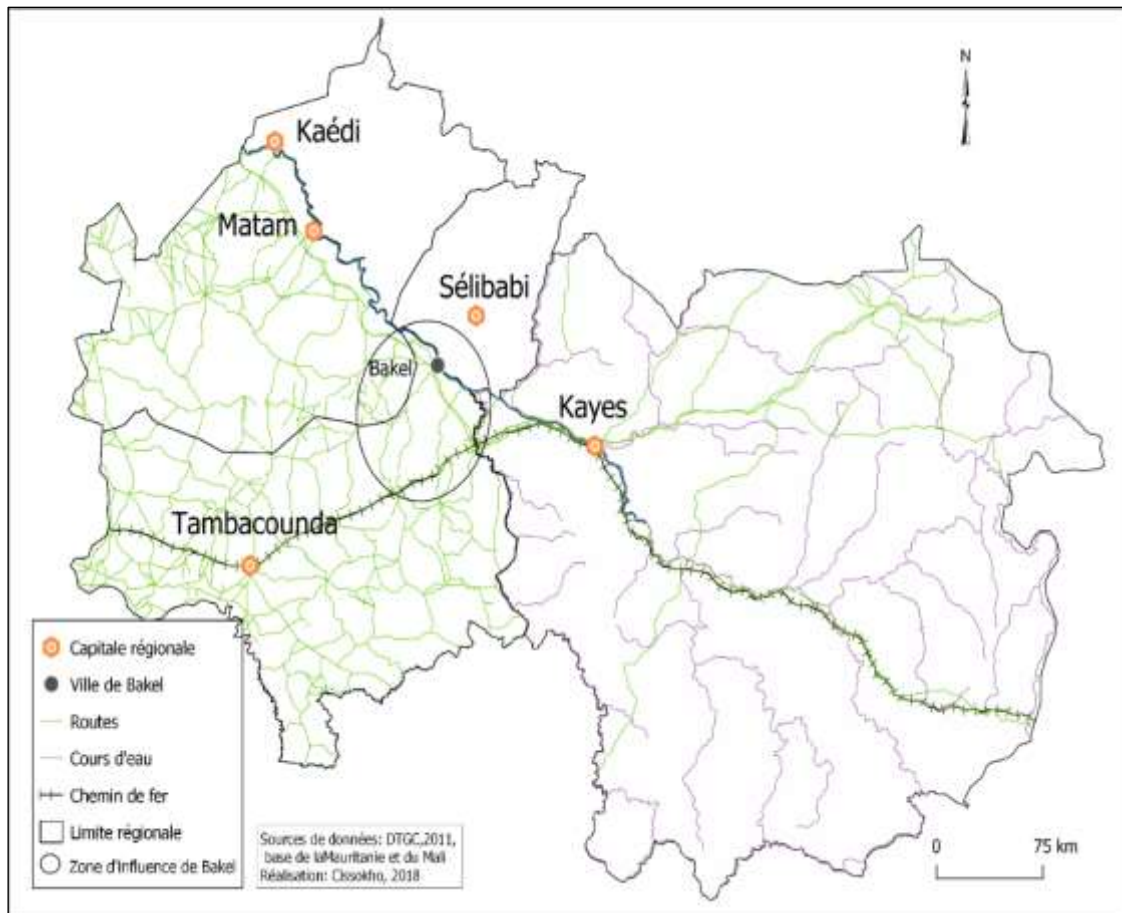 N
Kaédi
Matam
Sélibabi
Bakel
Kayes
Tambacounda
Capitale régionale
Ville de Bakel
Routes
Cours d'eau
Chemin de fer
Limite régionale
Zone d'influence de Bakel
Sources de données: DTGC,2011,
base de laMauritanie et du Mali
Réalisation: Cissokho, 2018
0 75 km